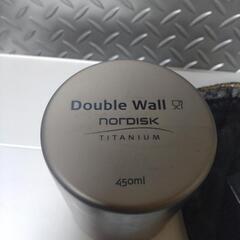 Double Wall
nordisk
TITANIUM
450ml